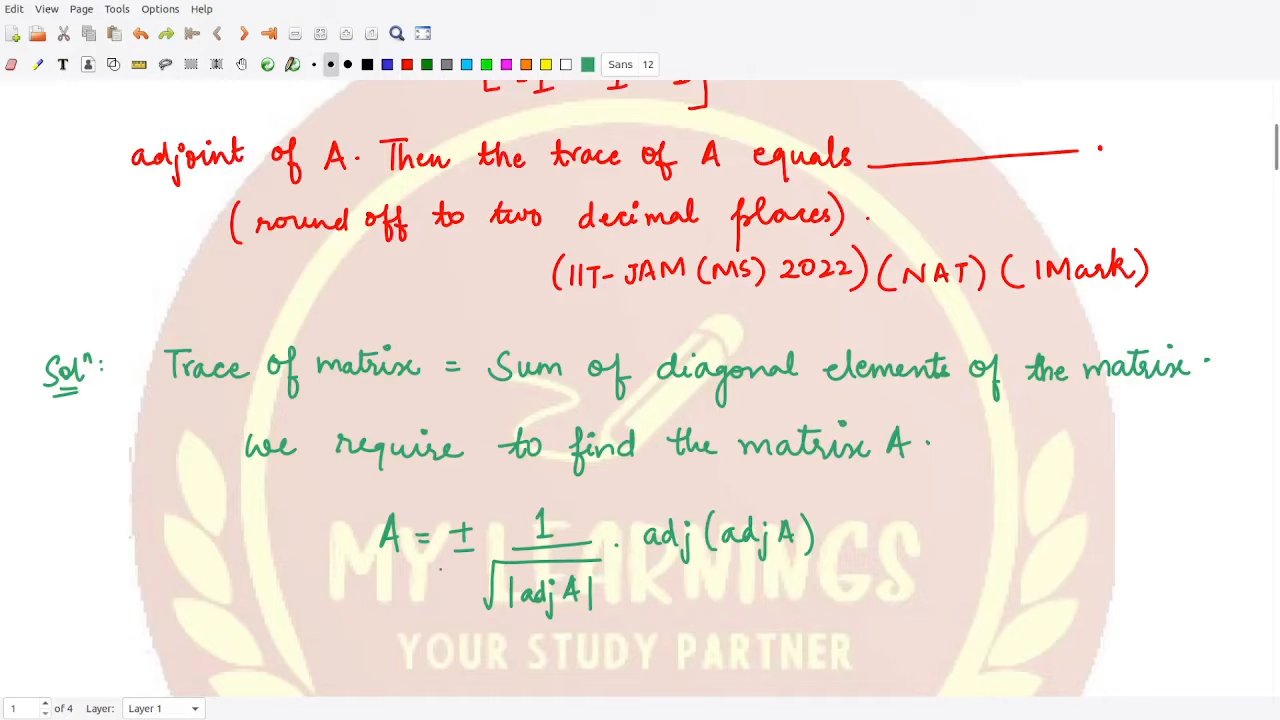 Edit View Page Tools Options Help
Sans 12
adjoint of A. Then the trace of A equals ________ .
(round off to two decimal places).
(IIT-JAM (MS) 2022) (NAT) (1Mark)
Solⁿ: Trace of matrix = Sum of diagonal elements of the matrix.
we require to find the matrix A.
A = ± 1/√|adj A| . adj (adj A)
MY LEARNINGS
YOUR STUDY PARTNER
1 of 4 Layer: Layer 1